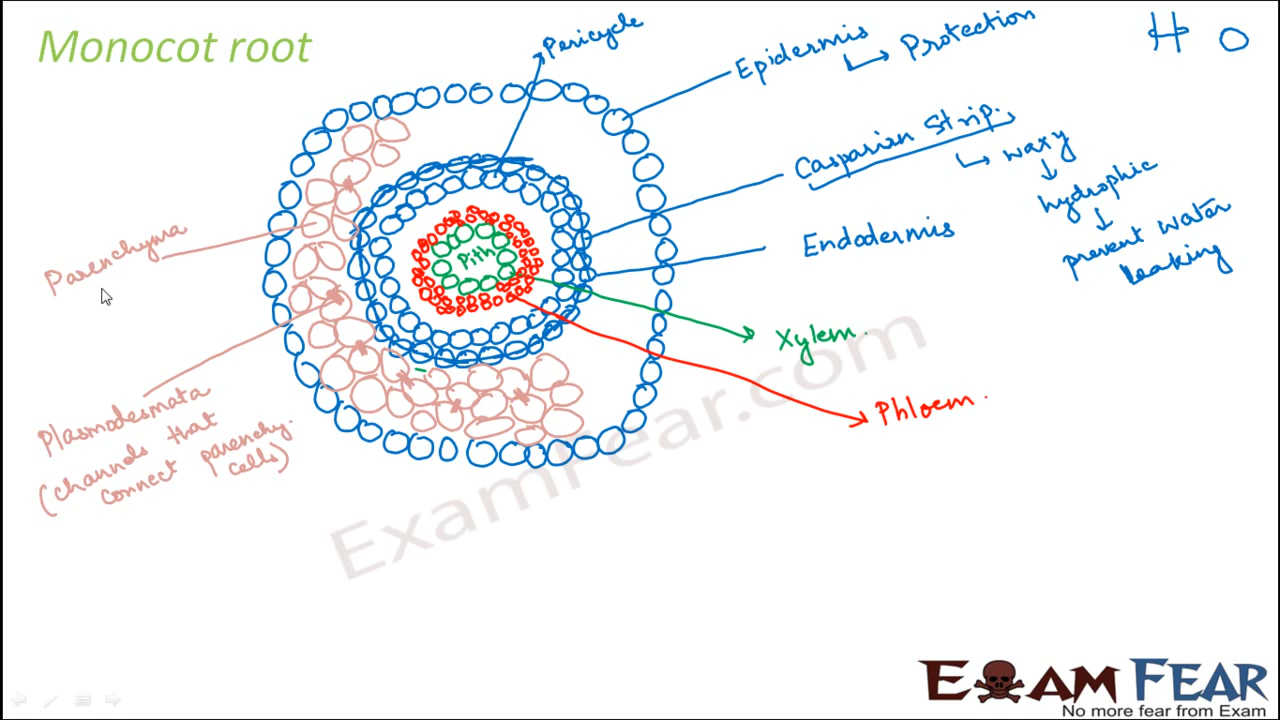 Monocot root
Pericycle
Epidermis
Protection
H O
Casparian Strip.
waxy
hydrophic
prevent water
leaking
Endodermis
Pith
Parenchyma
Xylem.
Phloem.
Plasmodesmata
(channels that
connect parenchy.
cells)
ExamFear.com
EXAM FEAR
No more fear from Exam